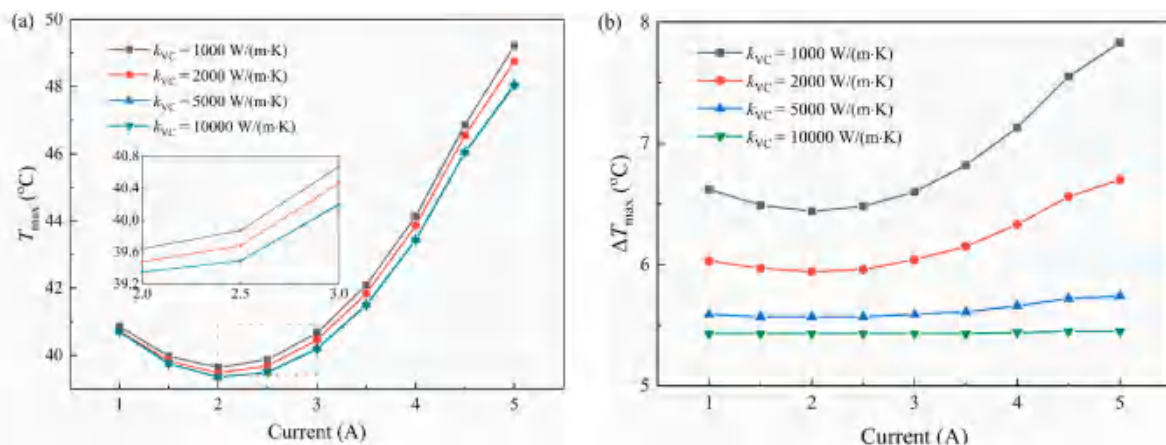 (a)
50
48
46
44
42
40
T_max (°C)
k_VC = 1000 W/(m·K)
k_VC = 2000 W/(m·K)
k_VC = 5000 W/(m·K)
k_VC = 10000 W/(m·K)
40.8
40.4
40.0
39.6
39.2
2.0 2.5 3.0
1 2 3 4 5
Current (A)
(b)
8
7
6
5
ΔT_max (°C)
k_VC = 1000 W/(m·K)
k_VC = 2000 W/(m·K)
k_VC = 5000 W/(m·K)
k_VC = 10000 W/(m·K)
1 2 3 4 5
Current (A)